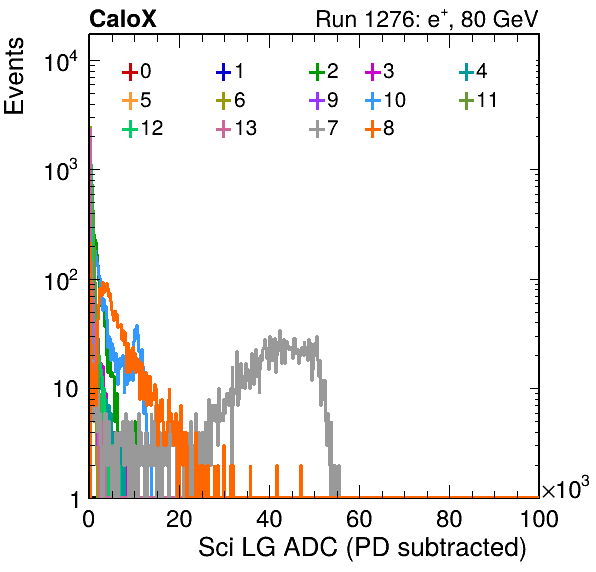 CaloX Run 1276: e⁺, 80 GeV
Events
10⁴
10³
10²
10
1
0 1 2 3 4
5 6 9 10 11
12 13 7 8
0 20 40 60 80 100
×10³
Sci LG ADC (PD subtracted)